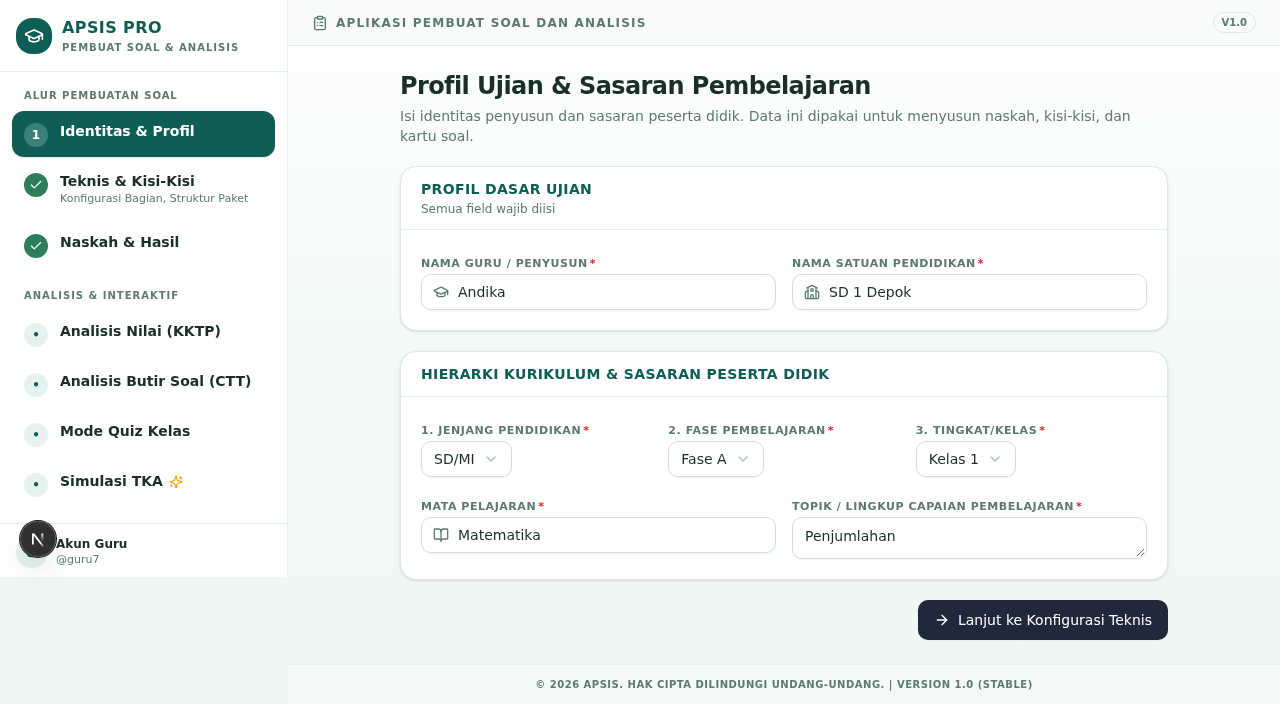 APSIS PRO
PEMBUAT SOAL & ANALISIS
ALUR PEMBUATAN SOAL
1 Identitas & Profil
Teknis & Kisi-Kisi
Konfigurasi Bagian, Struktur Paket
Naskah & Hasil
ANALISIS & INTERAKTIF
• Analisis Nilai (KKTP)
• Analisis Butir Soal (CTT)
• Mode Quiz Kelas
• Simulasi TKA
N
Akun Guru
@guru7
APLIKASI PEMBUAT SOAL DAN ANALISIS
V1.0
Profil Ujian & Sasaran Pembelajaran
Isi identitas penyusun dan sasaran peserta didik. Data ini dipakai untuk menyusun naskah, kisi-kisi, dan
kartu soal.
PROFIL DASAR UJIAN
Semua field wajib diisi
NAMA GURU / PENYUSUN*
Andika
NAMA SATUAN PENDIDIKAN*
SD 1 Depok
HIERARKI KURIKULUM & SASARAN PESERTA DIDIK
1. JENJANG PENDIDIKAN*
SD/MI
2. FASE PEMBELAJARAN*
Fase A
3. TINGKAT/KELAS*
Kelas 1
MATA PELAJARAN*
Matematika
TOPIK / LINGKUP CAPAIAN PEMBELAJARAN*
Penjumlahan
Lanjut ke Konfigurasi Teknis
© 2026 APSIS. HAK CIPTA DILINDUNGI UNDANG-UNDANG. | VERSION 1.0 (STABLE)